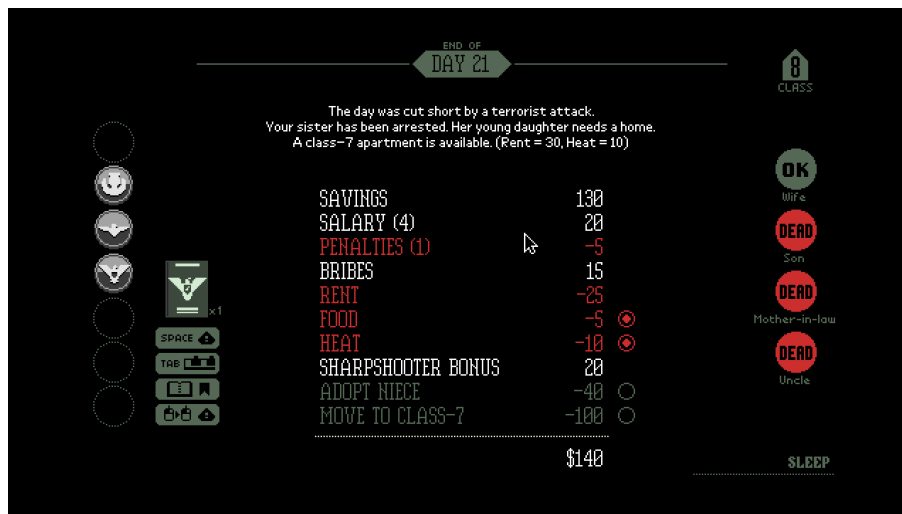 END OF
DAY 21
8
CLASS
The day was cut short by a terrorist attack.
Your sister has been arrested. Her young daughter needs a home.
A class-7 apartment is available. (Rent = 30, Heat = 10)
SAVINGS 130
SALARY (4) 20
PENALTIES (1) -5
BRIBES 15
RENT -25
FOOD -5
HEAT -10
SHARPSHOOTER BONUS 20
ADOPT NIECE -40
MOVE TO CLASS-7 -100
$140
x1
SPACE
TAB
OK
Wife
DEAD
Son
DEAD
Mother-in-law
DEAD
Uncle
SLEEP